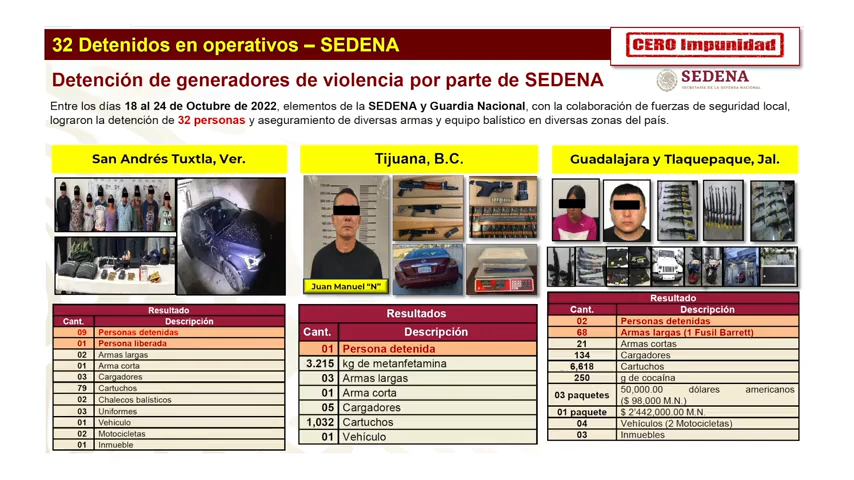 32 Detenidos en operativos – SEDENA
CERO Impunidad
Detención de generadores de violencia por parte de SEDENA
SEDENA
SECRETARÍA DE LA DEFENSA NACIONAL
Entre los días 18 al 24 de Octubre de 2022, elementos de la SEDENA y Guardia Nacional, con la colaboración de fuerzas de seguridad local,
lograron la detención de 32 personas y aseguramiento de diversas armas y equipo balístico en diversas zonas del país.
San Andrés Tuxtla, Ver.
Resultado
Cant. Descripción
09 Personas detenidas
01 Persona liberada
02 Armas largas
01 Arma corta
03 Cargadores
79 Cartuchos
02 Chalecos balísticos
03 Uniformes
01 Vehículo
02 Motocicletas
01 Inmueble
Tijuana, B.C.
Juan Manuel “N”
Resultados
Cant. Descripción
01 Persona detenida
3.215 kg de metanfetamina
03 Armas largas
01 Arma corta
05 Cargadores
1,032 Cartuchos
01 Vehículo
Guadalajara y Tlaquepaque, Jal.
Resultado
Cant. Descripción
02 Personas detenidas
68 Armas largas (1 Fusil Barrett)
21 Armas cortas
134 Cargadores
6,618 Cartuchos
250 g de cocaína
03 paquetes 50,000.00 dólares americanos
($ 98,000 M.N.)
01 paquete $ 2’442,000.00 M.N.
04 Vehículos (2 Motocicletas)
03 Inmuebles